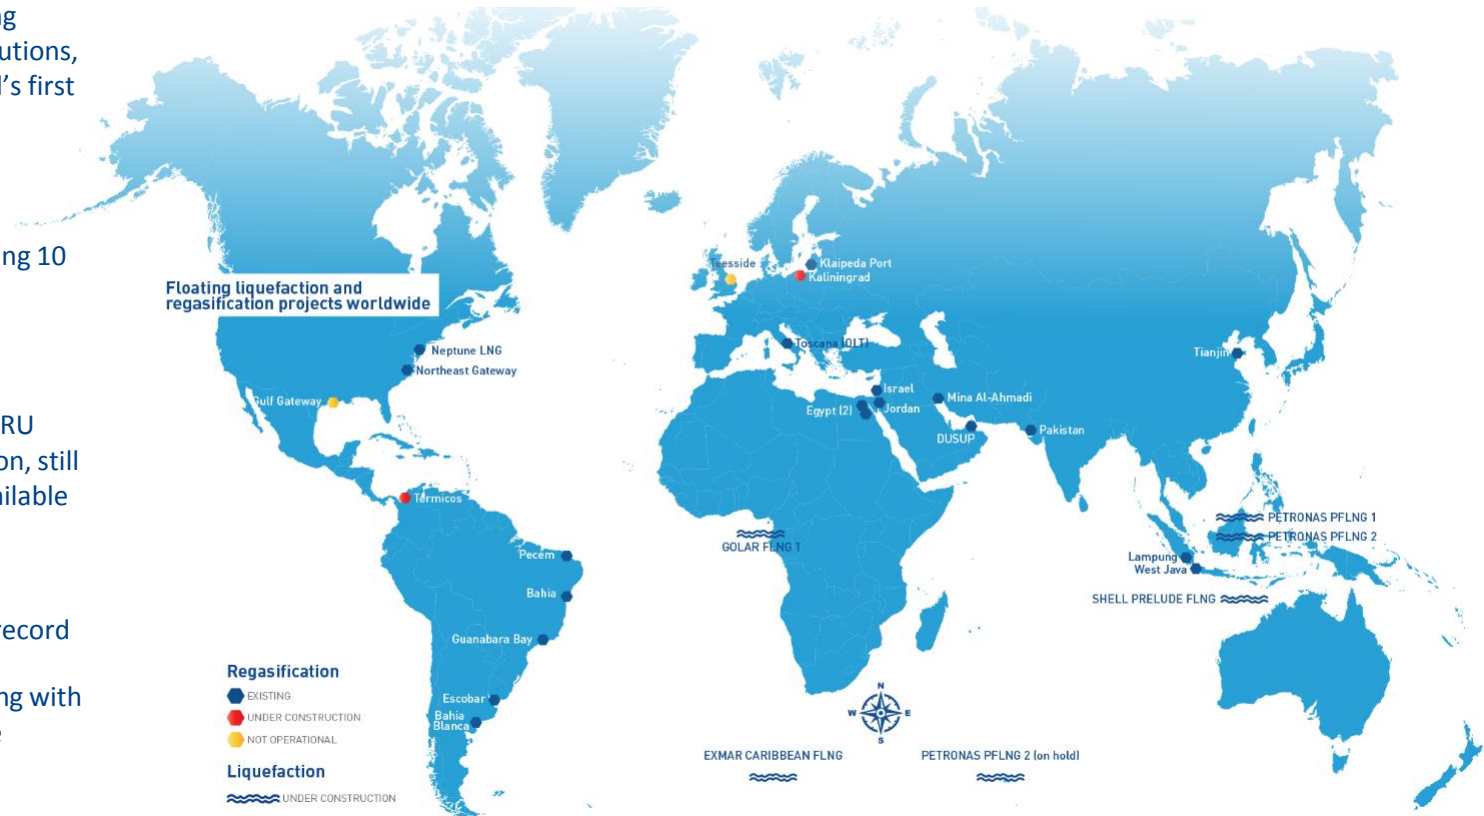 ng
utions,
l's first
ng 10
RU
on, still
ilable
record
ng with
e
Floating liquefaction and
regasification projects worldwide
Teesside
Klaipeda Port
Kaliningrad
Neptune LNG
Northeast Gateway
Gulf Gateway
Toscana (OLT)
Tianjin
Israel
Egypt (2)
Jordan
Mina Al-Ahmadi
DUSUP
Pakistan
Térmicos
GOLAR FLNG 1
PETRONAS PFLNG 1
PETRONAS PFLNG 2
Pecem
Lampung
West Java
Bahia
SHELL PRELUDE FLNG
Guanabara Bay
Escobar
Bahia
Blanca
Regasification
EXISTING
UNDER CONSTRUCTION
NOT OPERATIONAL
Liquefaction
UNDER CONSTRUCTION
N
W E
S
EXMAR CARIBBEAN FLNG
PETRONAS PFLNG 2 (on hold)